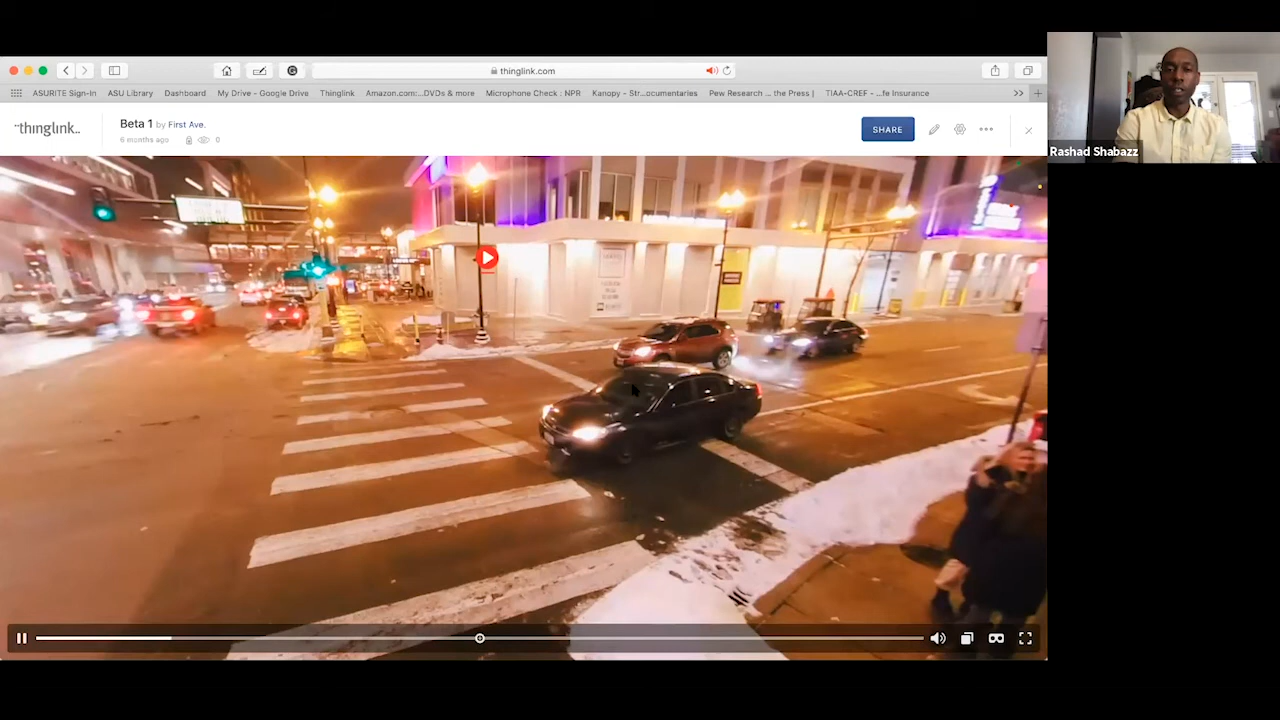 thinglink.com
ASURITE Sign-In ASU Library Dashboard My Drive - Google Drive Thinglink Amazon.com:...DVDs & more Microphone Check : NPR Kanopy - Str...ocumentaries Pew Research ... the Press | TIAA-CREF - ...fe Insurance
thinglink..
Beta 1 by First Ave.
6 months ago 0
SHARE
Rashad Shabazz